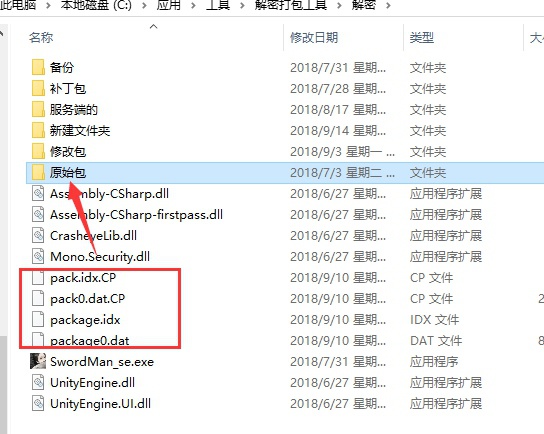 此电脑 › 本地磁盘 (C:) › 应用 › 工具 › 解密打包工具 › 解密 ›
名称 修改日期 类型 大
备份 2018/7/31 星期... 文件夹
补丁包 2018/7/28 星期... 文件夹
服务端的 2018/8/17 星期... 文件夹
新建文件夹 2018/9/14 星期... 文件夹
修改包 2018/9/3 星期一 ... 文件夹
原始包 2018/7/3 星期二 ... 文件夹
Assembly-CSharp.dll 2018/6/27 星期... 应用程序扩展
Assembly-CSharp-firstpass.dll 2018/6/27 星期... 应用程序扩展
CrasheyeLib.dll 2018/6/27 星期... 应用程序扩展
Mono.Security.dll 2018/6/27 星期... 应用程序扩展
pack.idx.CP 2018/9/10 星期... CP 文件
pack0.dat.CP 2018/9/10 星期... CP 文件 2
package.idx 2018/9/10 星期... IDX 文件
package0.dat 2018/9/10 星期... DAT 文件 8
SwordMan_se.exe 2018/7/31 星期... 应用程序
UnityEngine.dll 2018/6/27 星期... 应用程序扩展
UnityEngine.UI.dll 2018/6/27 星期... 应用程序扩展